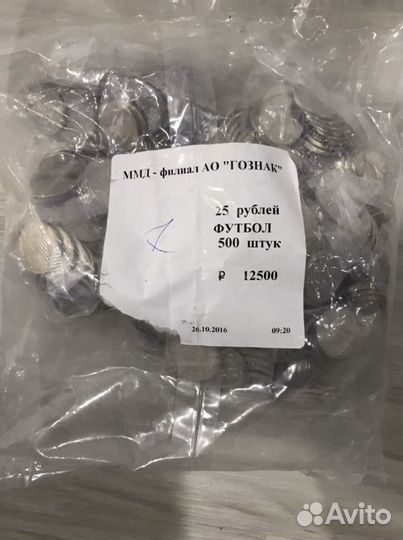 ММД - филиал АО "ГОЗНАК"
25 рублей
ФУТБОЛ
500 штук
₽ 12500
26.10.2016 09:20
Avito